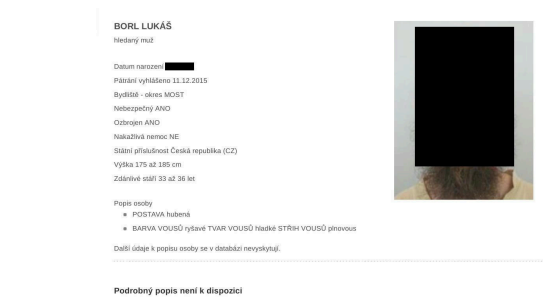 BORL LUKÁŠ
hledaný muž
Datum narození
Pátrání vyhlášeno 11.12.2015
Bydliště - okres MOST
Nebezpečný ANO
Ozbrojen ANO
Nakažlivá nemoc NE
Státní příslušnost Česká republika (CZ)
Výška 175 až 185 cm
Zdánlivé stáří 33 až 36 let
Popis osoby
POSTAVA hubená
BARVA VOUSŮ ryšavé TVAR VOUSŮ hladké STŘIH VOUSŮ plnovous
Další údaje k popisu osoby se v databázi nevyskytují.
Podrobný popis není k dispozici